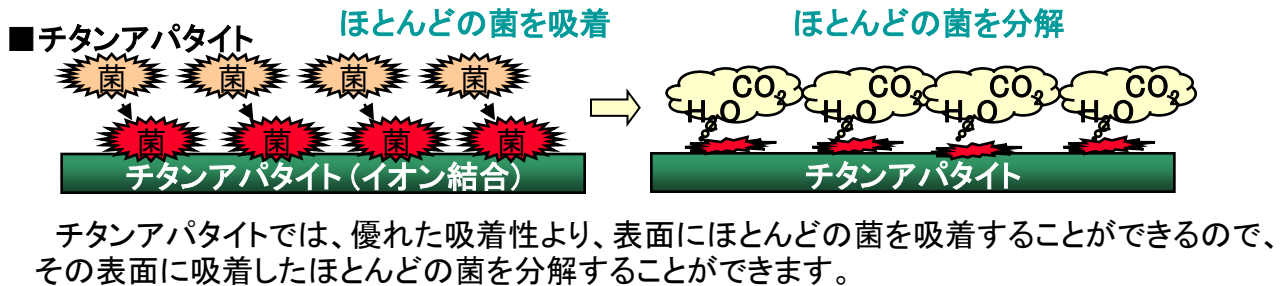 ほとんどの菌を吸着
ほとんどの菌を分解
■チタンアパタイト
菌 菌 菌 菌
CO₂ CO₂ CO₂ CO₂
H₂O H₂O H₂O H₂O
菌 菌 菌 菌
チタンアパタイト(イオン結合)
チタンアパタイト
チタンアパタイトでは、優れた吸着性より、表面にほとんどの菌を吸着することができるので、
その表面に吸着したほとんどの菌を分解することができます。